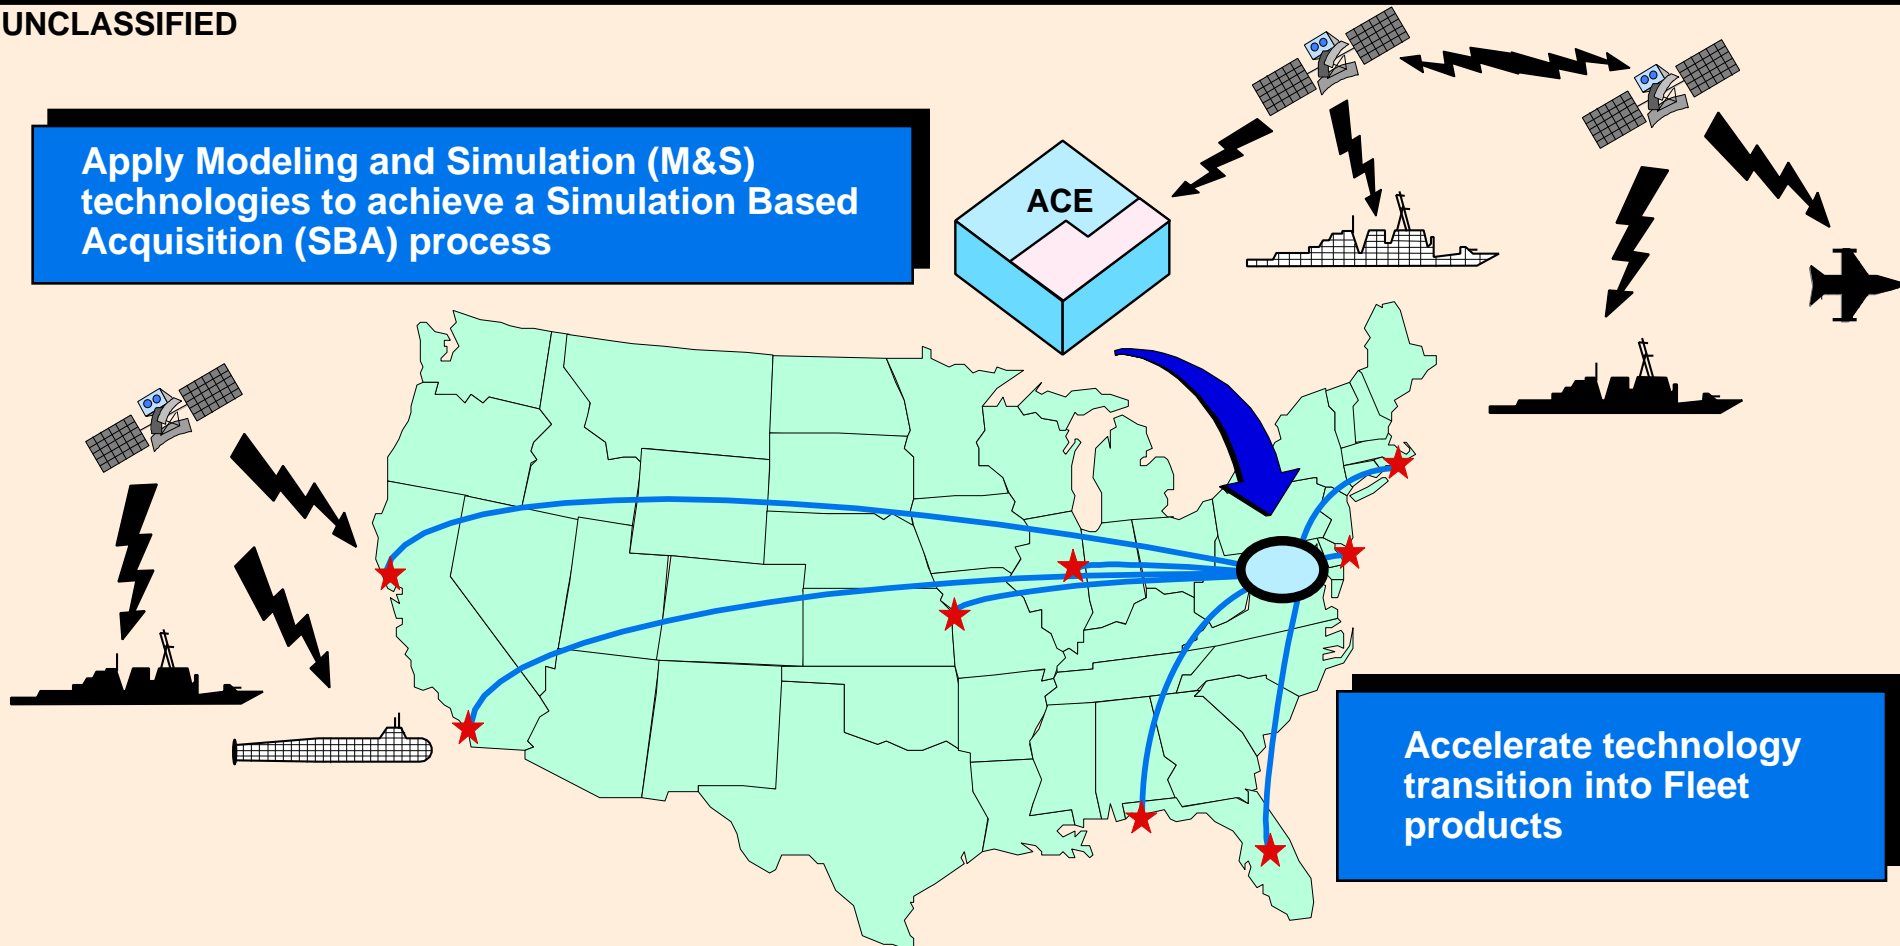 UNCLASSIFIED
Apply Modeling and Simulation (M&S)
technologies to achieve a Simulation Based
Acquisition (SBA) process
ACE
Accelerate technology
transition into Fleet
products